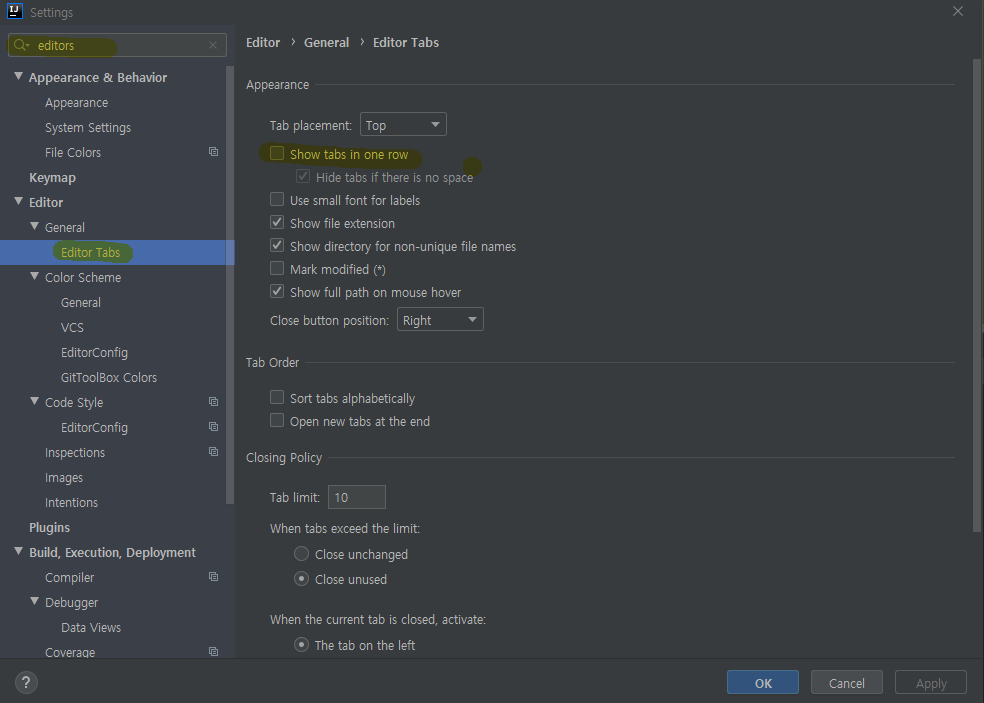 IJ Settings
editors
Appearance & Behavior
Appearance
System Settings
File Colors
Keymap
Editor
General
Editor Tabs
Color Scheme
General
VCS
EditorConfig
GitToolBox Colors
Code Style
EditorConfig
Inspections
Images
Intentions
Plugins
Build, Execution, Deployment
Compiler
Debugger
Data Views
Coverage
Editor › General › Editor Tabs
Appearance
Tab placement: Top
Show tabs in one row
Hide tabs if there is no space
Use small font for labels
Show file extension
Show directory for non-unique file names
Mark modified (*)
Show full path on mouse hover
Close button position: Right
Tab Order
Sort tabs alphabetically
Open new tabs at the end
Closing Policy
Tab limit: 10
When tabs exceed the limit:
Close unchanged
Close unused
When the current tab is closed, activate:
The tab on the left
? OK Cancel Apply